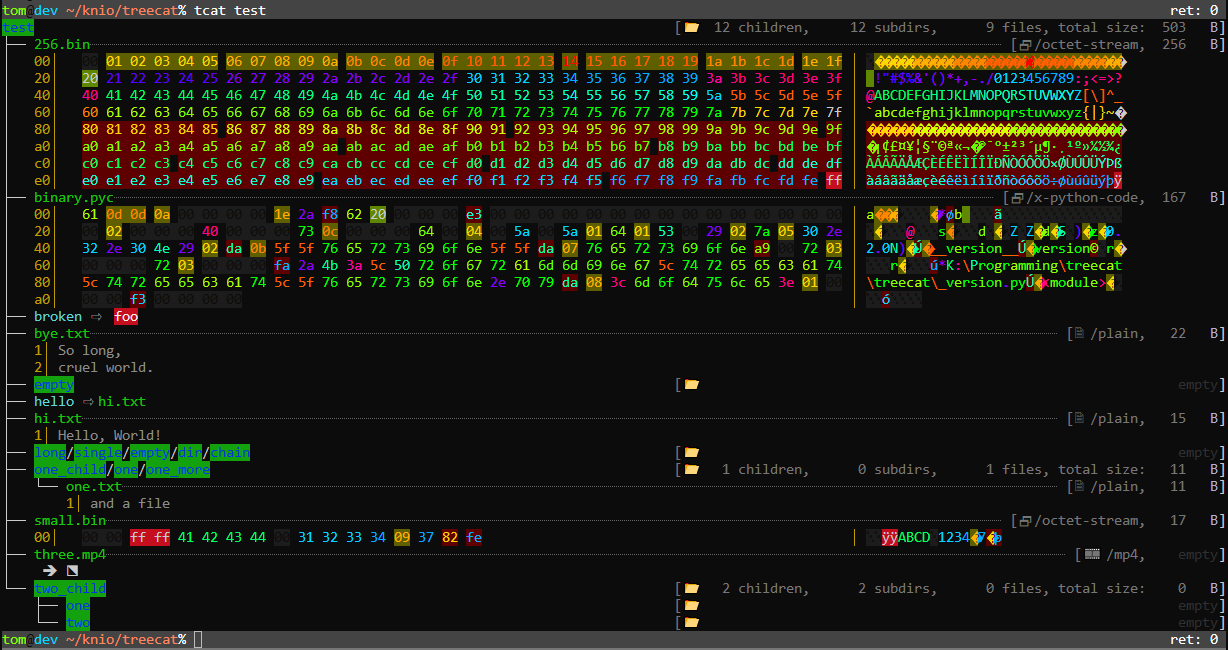 tom@dev ~/knio/treecat% tcat test ret: 0
test [ 12 children, 12 subdirs, 9 files, total size: 503 B]
256.bin [ /octet-stream, 256 B]
00 00 01 02 03 04 05 06 07 08 09 0a 0b 0c 0d 0e 0f 10 11 12 13 14 15 16 17 18 19 1a 1b 1c 1d 1e 1f
20 20 21 22 23 24 25 26 27 28 29 2a 2b 2c 2d 2e 2f 30 31 32 33 34 35 36 37 38 39 3a 3b 3c 3d 3e 3f !"#$%&'()*+,-./0123456789:;<=>?
40 40 41 42 43 44 45 46 47 48 49 4a 4b 4c 4d 4e 4f 50 51 52 53 54 55 56 57 58 59 5a 5b 5c 5d 5e 5f @ABCDEFGHIJKLMNOPQRSTUVWXYZ[\]^_
60 60 61 62 63 64 65 66 67 68 69 6a 6b 6c 6d 6e 6f 70 71 72 73 74 75 76 77 78 79 7a 7b 7c 7d 7e 7f `abcdefghijklmnopqrstuvwxyz{|}~�
80 80 81 82 83 84 85 86 87 88 89 8a 8b 8c 8d 8e 8f 90 91 92 93 94 95 96 97 98 99 9a 9b 9c 9d 9e 9f
a0 a0 a1 a2 a3 a4 a5 a6 a7 a8 a9 aa ab ac ad ae af b0 b1 b2 b3 b4 b5 b6 b7 b8 b9 ba bb bc bd be bf �¡¢£¤¥¦§¨©ª«¬�®¯°±²³´µ¶·¸¹º»¼½¾¿
c0 c0 c1 c2 c3 c4 c5 c6 c7 c8 c9 ca cb cc cd ce cf d0 d1 d2 d3 d4 d5 d6 d7 d8 d9 da db dc dd de df ÀÁÂÃÄÅÆÇÈÉÊËÌÍÎÏÐÑÒÓÔÕÖ×ØÙÚÛÜÝÞß
e0 e0 e1 e2 e3 e4 e5 e6 e7 e8 e9 ea eb ec ed ee ef f0 f1 f2 f3 f4 f5 f6 f7 f8 f9 fa fb fc fd fe ff àáâãäåæçèéêëìíîïðñòóôõö÷øùúûüýþÿ
binary.pyc [ /x-python-code, 167 B]
00 61 0d 0d 0a 00 00 00 00 1e 2a f8 62 20 00 00 00 e3 00 00 00 00 00 00 00 00 00 00 00 00 00 00 a��� �*øb ã
20 00 02 00 00 00 40 00 00 00 73 0c 00 00 00 64 00 04 00 5a 00 5a 01 64 01 53 00 29 02 7a 05 30 2e � @ s� d � Z Z�d�S )�z�0.
40 32 2e 30 4e 29 02 da 0b 5f 5f 76 65 72 73 69 6f 6e 5f 5f da 07 76 65 72 73 69 6f 6e a9 00 72 03 2.0N)�Ú�__version__Ú�version© r�
60 00 00 00 72 03 00 00 00 fa 2a 4b 3a 5c 50 72 6f 67 72 61 6d 6d 69 6e 67 5c 74 72 65 65 63 61 74 r� ú*K:\Programming\treecat
80 5c 74 72 65 65 63 61 74 5c 5f 76 65 72 73 69 6f 6e 2e 70 79 da 08 3c 6d 6f 64 75 6c 65 3e 01 00 \treecat\_version.pyÚ�<module>�
a0 00 00 f3 00 00 00 00 ó
broken ⇨ foo
bye.txt [ /plain, 22 B]
1 So long,
2 cruel world.
empty [ empty]
hello ⇨ hi.txt
hi.txt [ /plain, 15 B]
1 Hello, World!
long/single/empty/dir/chain [ empty]
one_child/one/one_more [ 1 children, 0 subdirs, 1 files, total size: 11 B]
one.txt [ /plain, 11 B]
1 and a file
small.bin [ /octet-stream, 17 B]
00 00 00 ff ff 41 42 43 44 00 31 32 33 34 09 37 82 fe ÿÿABCD 1234�7�þ
three.mp4 [ /mp4, empty]
two_child [ 2 children, 2 subdirs, 0 files, total size: 0 B]
one [ empty]
two [ empty]
tom@dev ~/knio/treecat% ret: 0